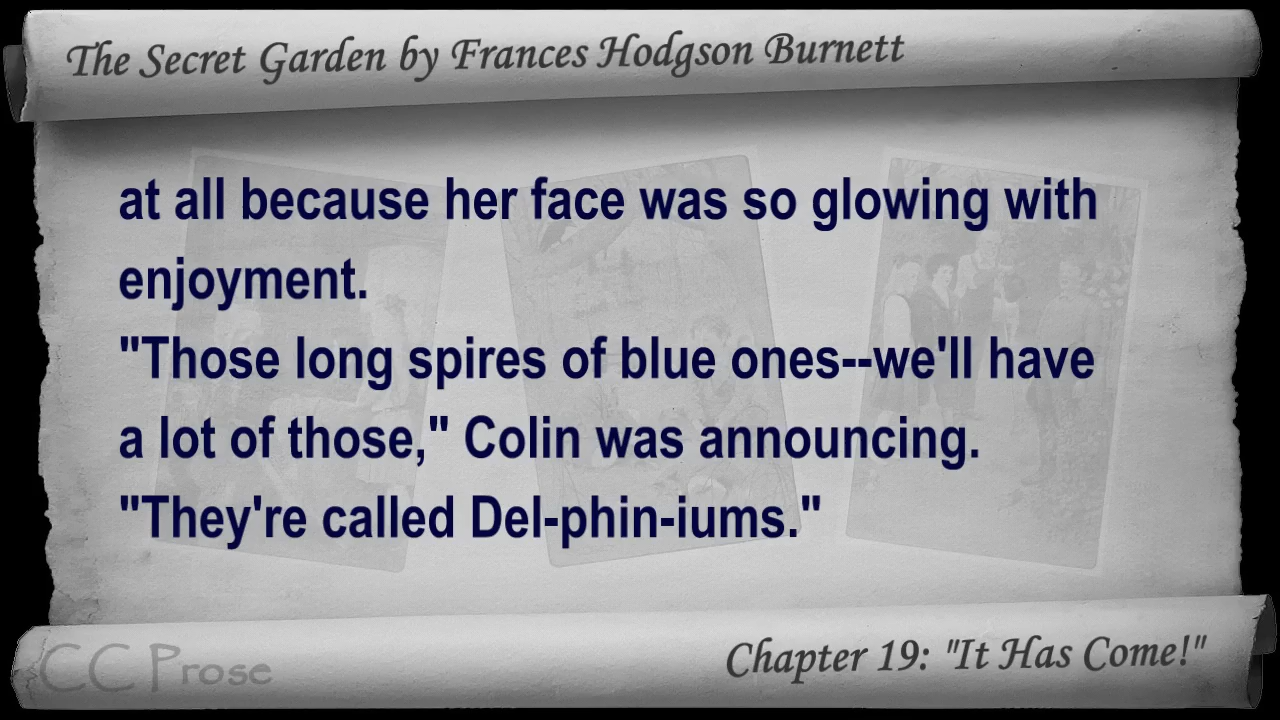 The Secret Garden by Frances Hodgson Burnett
at all because her face was so glowing with
enjoyment.
"Those long spires of blue ones--we'll have
a lot of those," Colin was announcing.
"They're called Del-phin-iums."
CC Prose
Chapter 19: "It Has Come!"